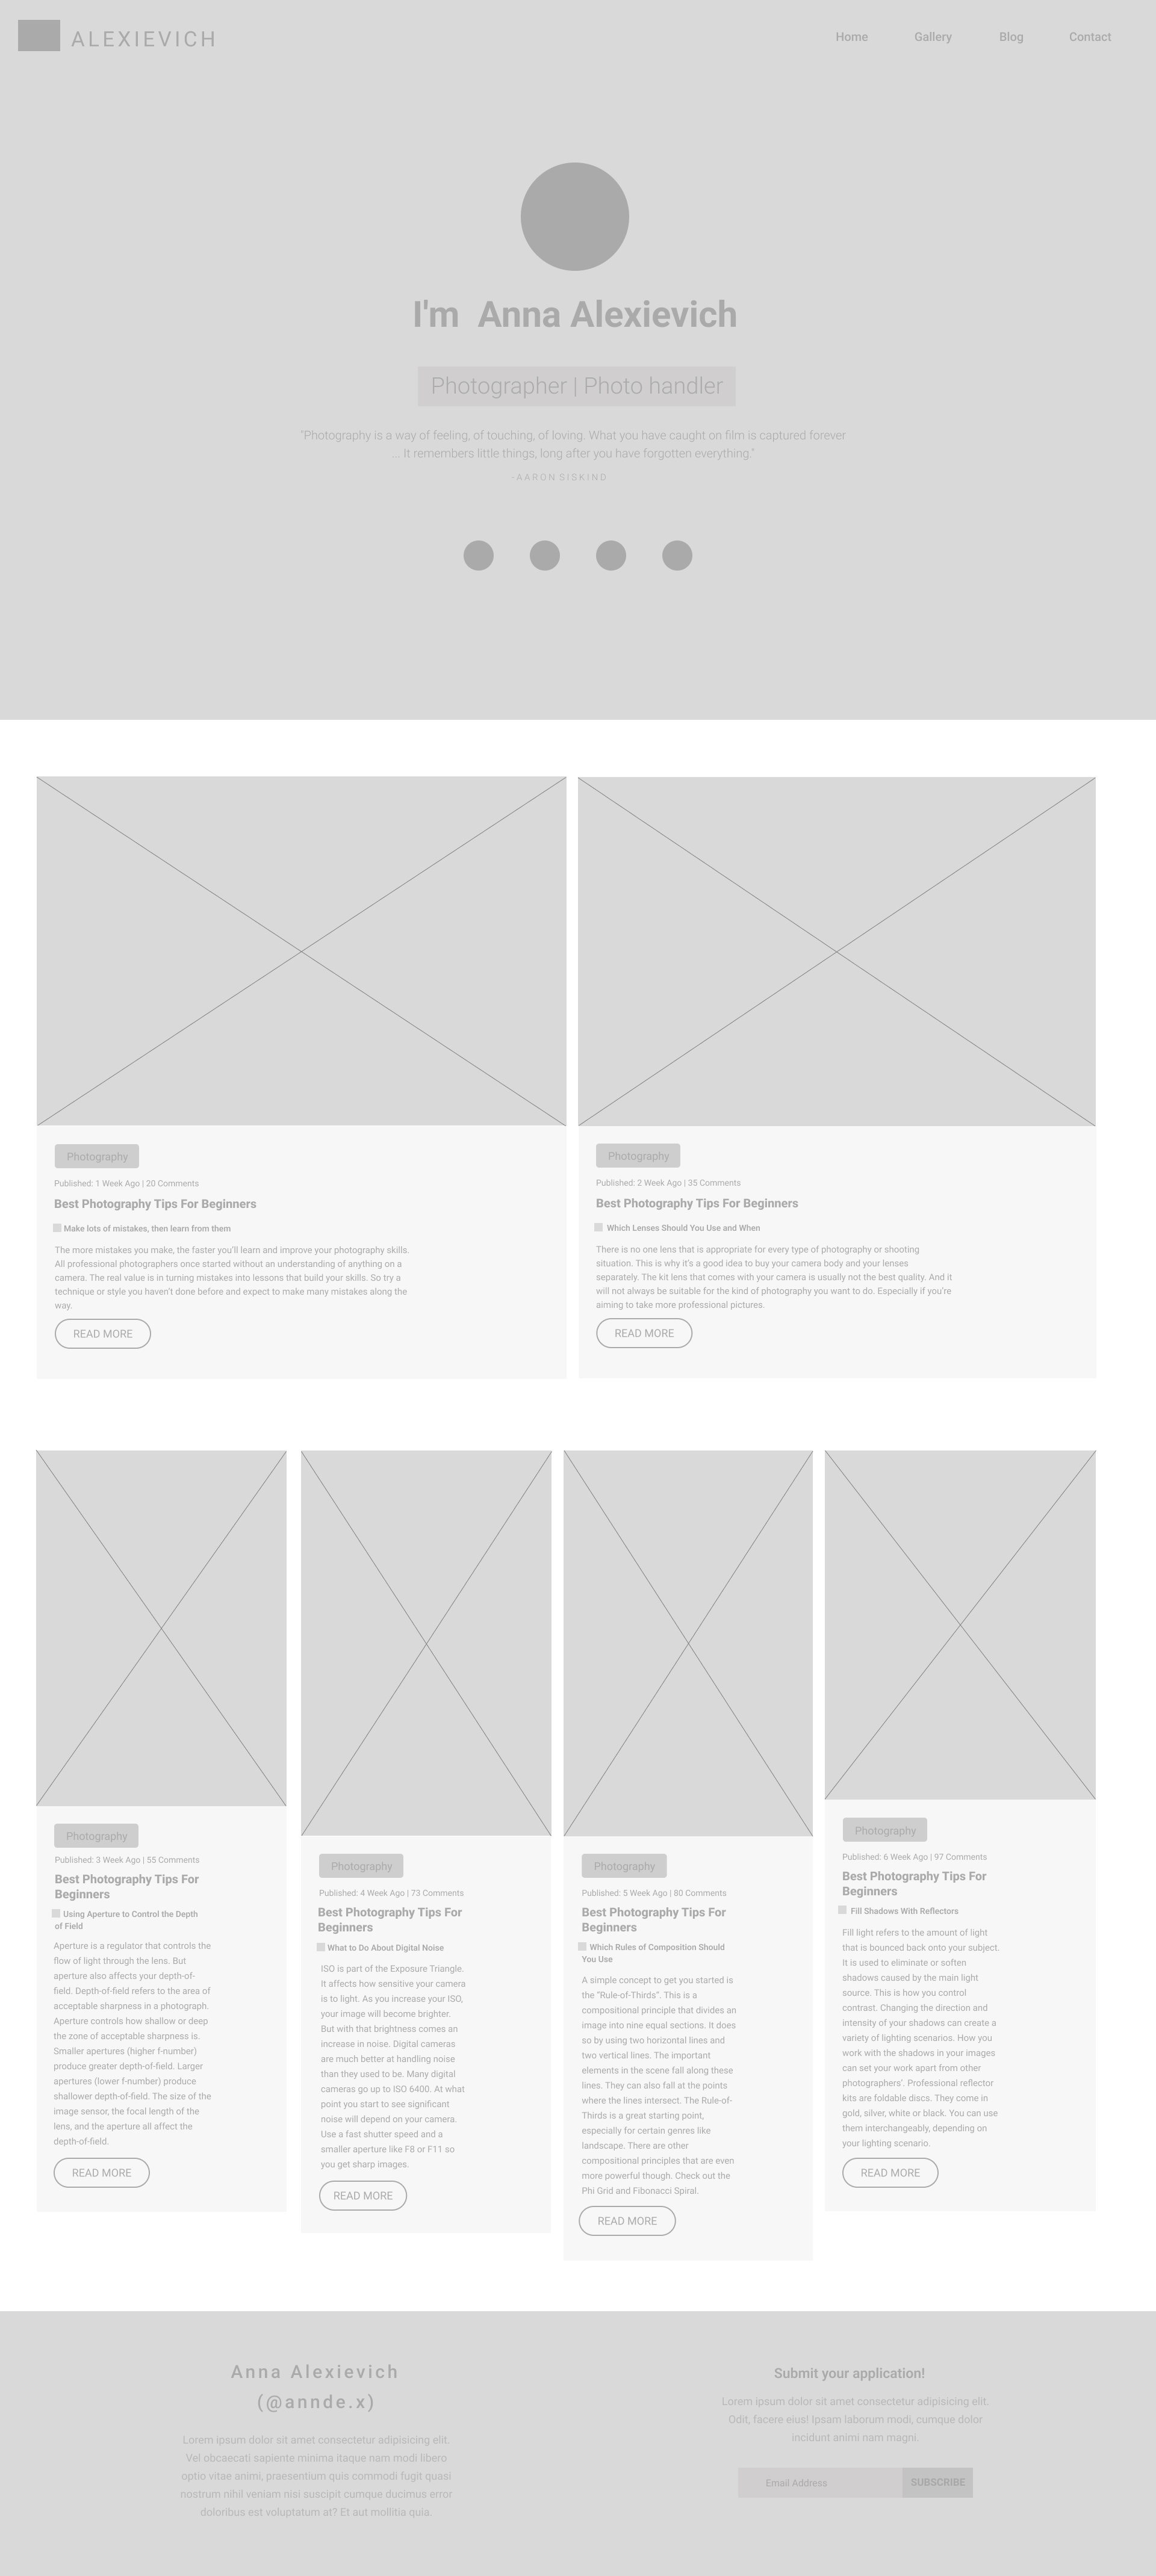 ALEXIEVICH
Home Gallery Blog Contact
I'm Anna Alexievich
Photographer | Photo handler
"Photography is a way of feeling, of touching, of loving. What you have caught on film is captured forever
... It remembers little things, long after you have forgotten everything."
-AARON SISKIND
Photography
Published: 1 Week Ago | 20 Comments
Best Photography Tips For Beginners
Make lots of mistakes, then learn from them
The more mistakes you make, the faster you'll learn and improve your photography skills.
All professional photographers once started without an understanding of anything on a
camera. The real value is in turning mistakes into lessons that build your skills. So try a
technique or style you haven't done before and expect to make many mistakes along the
way.
READ MORE
Photography
Published: 2 Week Ago | 35 Comments
Best Photography Tips For Beginners
Which Lenses Should You Use and When
There is no one lens that is appropriate for every type of photography or shooting
situation. This is why it's a good idea to buy your camera body and your lenses
separately. The kit lens that comes with your camera is usually not the best quality. And it
will not always be suitable for the kind of photography you want to do. Especially if you're
aiming to take more professional pictures.
READ MORE
Photography
Published: 3 Week Ago | 55 Comments
Best Photography Tips For
Beginners
Using Aperture to Control the Depth
of Field
Aperture is a regulator that controls the
flow of light through the lens. But
aperture also affects your depth-of-
field. Depth-of-field refers to the area of
acceptable sharpness in a photograph.
Aperture controls how shallow or deep
the zone of acceptable sharpness is.
Smaller apertures (higher f-number)
produce greater depth-of-field. Larger
apertures (lower f-number) produce
shallower depth-of-field. The size of the
image sensor, the focal length of the
lens, and the aperture all affect the
depth-of-field.
READ MORE
Photography
Published: 4 Week Ago | 73 Comments
Best Photography Tips For
Beginners
What to Do About Digital Noise
ISO is part of the Exposure Triangle.
It affects how sensitive your camera
is to light. As you increase your ISO,
your image will become brighter.
But with that brightness comes an
increase in noise. Digital cameras
are much better at handling noise
than they used to be. Many digital
cameras go up to ISO 6400. At what
point you start to see significant
noise will depend on your camera.
Use a fast shutter speed and a
smaller aperture like F8 or F11 so
you get sharp images.
READ MORE
Photography
Published: 5 Week Ago | 80 Comments
Best Photography Tips For
Beginners
Which Rules of Composition Should
You Use
A simple concept to get you started is
the "Rule-of-Thirds". This is a
compositional principle that divides an
image into nine equal sections. It does
so by using two horizontal lines and
two vertical lines. The important
elements in the scene fall along these
lines. They can also fall at the points
where the lines intersect. The Rule-of-
Thirds is a great starting point,
especially for certain genres like
landscape. There are other
compositional principles that are even
more powerful though. Check out the
Phi Grid and Fibonacci Spiral.
READ MORE
Photography
Published: 6 Week Ago | 97 Comments
Best Photography Tips For
Beginners
Fill Shadows With Reflectors
Fill light refers to the amount of light
that is bounced back onto your subject.
It is used to eliminate or soften
shadows caused by the main light
source. This is how you control
contrast. Changing the direction and
intensity of your shadows can create a
variety of lighting scenarios. How you
work with the shadows in your images
can set your work apart from other
photographers'. Professional reflector
kits are foldable discs. They come in
gold, silver, white or black. You can use
them interchangeably, depending on
your lighting scenario.
READ MORE
Anna Alexievich
(@annde.x)
Lorem ipsum dolor sit amet consectetur adipisicing elit.
Vel obcaecati sapiente minima itaque nam modi libero
optio vitae animi, praesentium quis commodi fugit quasi
nostrum nihil veniam nisi suscipit cumque ducimus error
doloribus est voluptatum at? Et aut mollitia quia.
Submit your application!
Lorem ipsum dolor sit amet consectetur adipisicing elit.
Odit, facere eius! Ipsam laborum modi, cumque dolor
incidunt animi nam magni.
Email Address
SUBSCRIBE